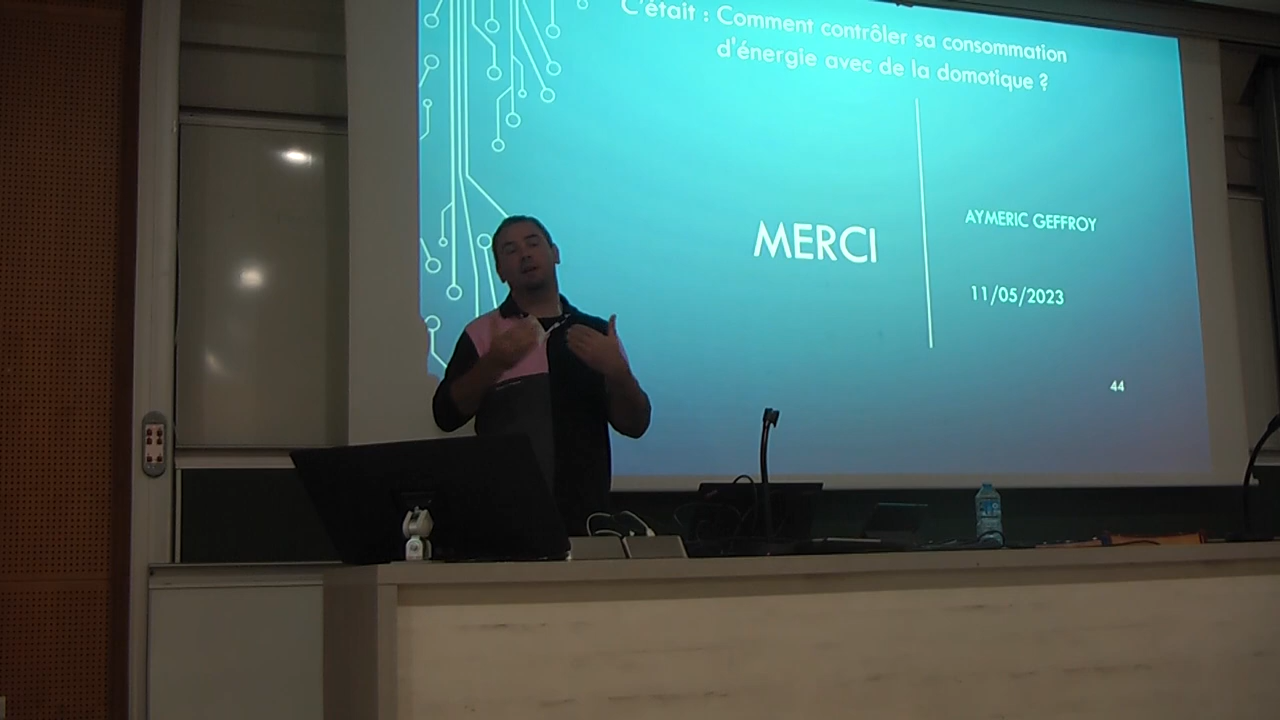 C'était : Comment contrôler sa consommation
d'énergie avec de la domotique ?
MERCI
AYMERIC GEFFROY
11/05/2023
44